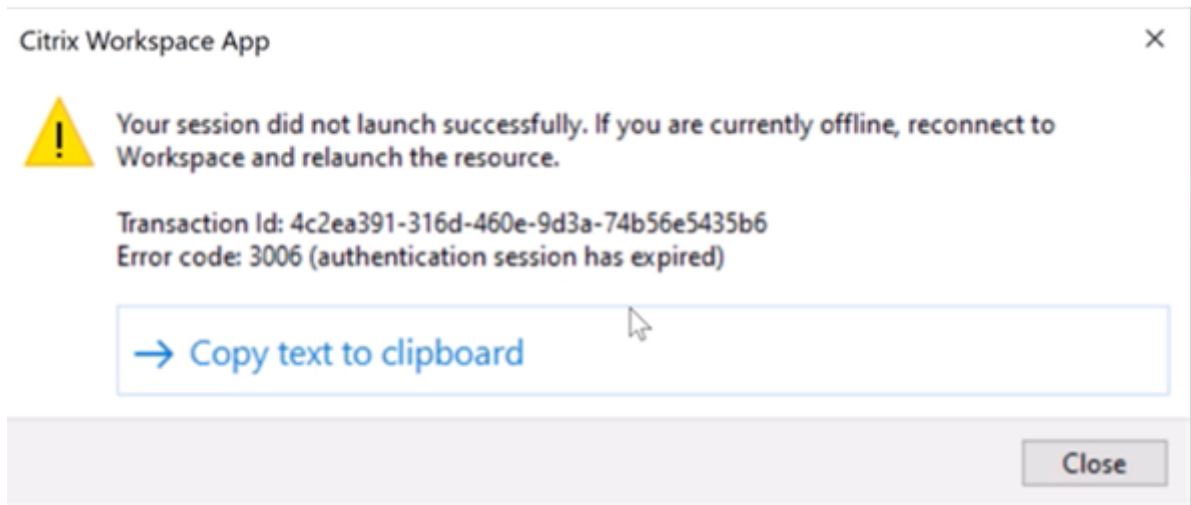 Citrix Workspace App
Your session did not launch successfully. If you are currently offline, reconnect to
Workspace and relaunch the resource.
Transaction Id: 4c2ea391-316d-460e-9d3a-74b56e5435b6
Error code: 3006 (authentication session has expired)
→ Copy text to clipboard
Close